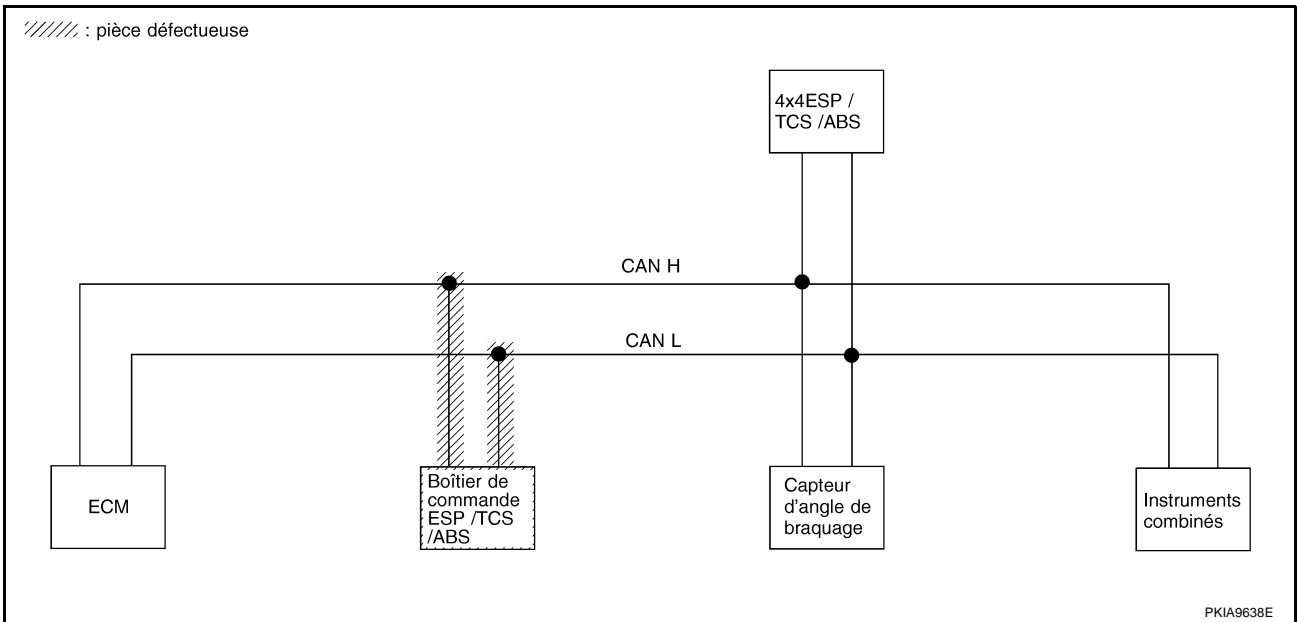 : pièce défectueuse
4x4ESP /
TCS /ABS
CAN H
CAN L
ECM
Boîtier de
commande
ESP /TCS
/ABS
Capteur
d'angle de
braquage
Instruments
combinés
PKIA9638E